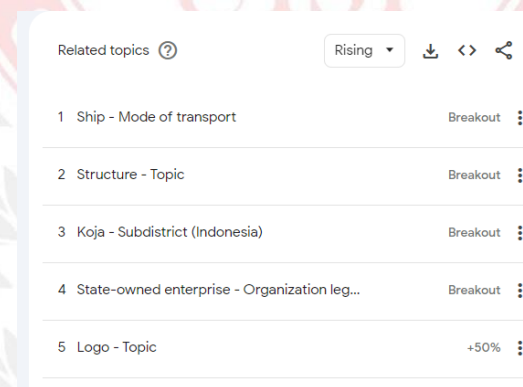 Related topics
Rising
1 Ship - Mode of transport Breakout
2 Structure - Topic Breakout
3 Koja - Subdistrict (Indonesia) Breakout
4 State-owned enterprise - Organization leg... Breakout
5 Logo - Topic +50%